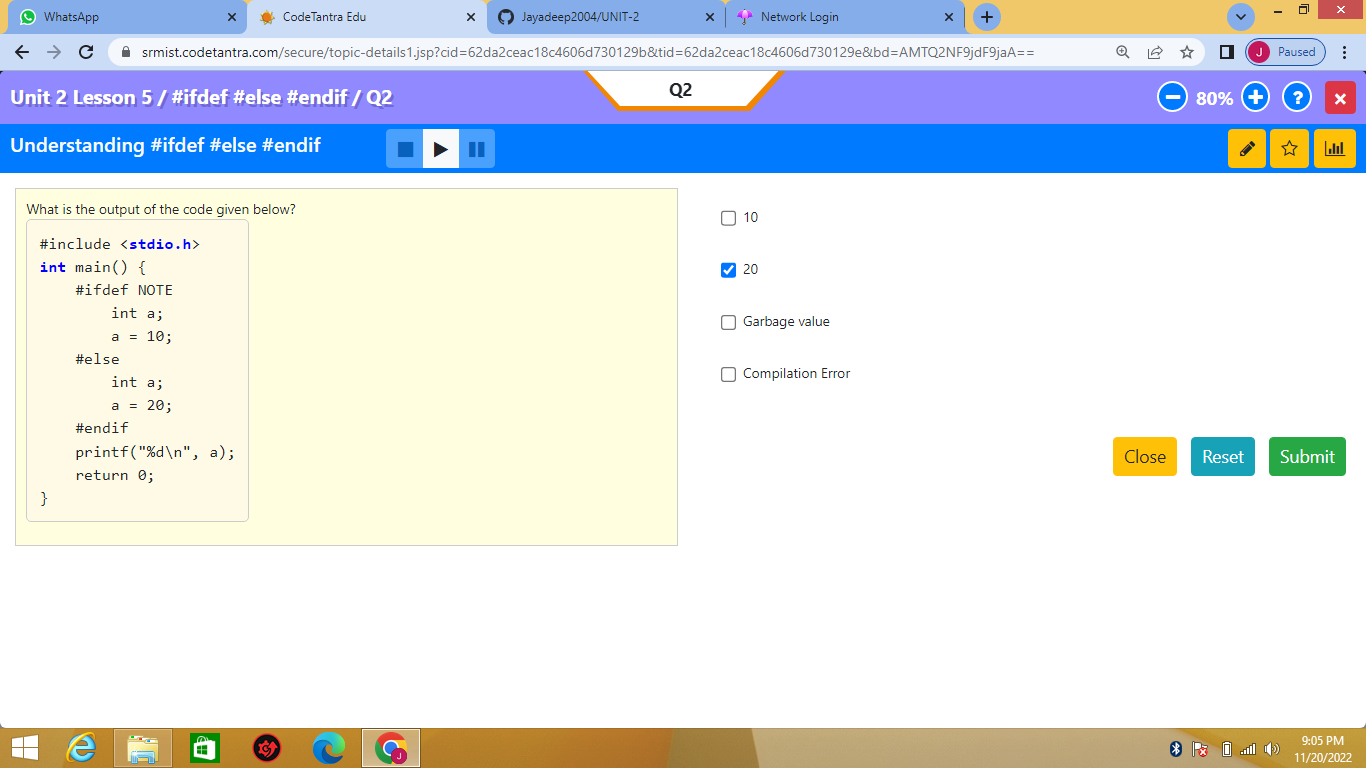 WhatsApp
CodeTantra Edu
Jayadeep2004/UNIT-2
Network Login
srmist.codetantra.com/secure/topic-details1.jsp?cid=62da2ceac18c4606d730129b&tid=62da2ceac18c4606d730129e&bd=AMTQ2NF9jdF9jaA==
J
Paused
Unit 2 Lesson 5 / #ifdef #else #endif / Q2
Q2
80%
?
Understanding #ifdef #else #endif
What is the output of the code given below?
#include <stdio.h>
int main() {
#ifdef NOTE
int a;
a = 10;
#else
int a;
a = 20;
#endif
printf("%d\n", a);
return 0;
}
10
20
Garbage value
Compilation Error
Close
Reset
Submit
J
9:05 PM
11/20/2022